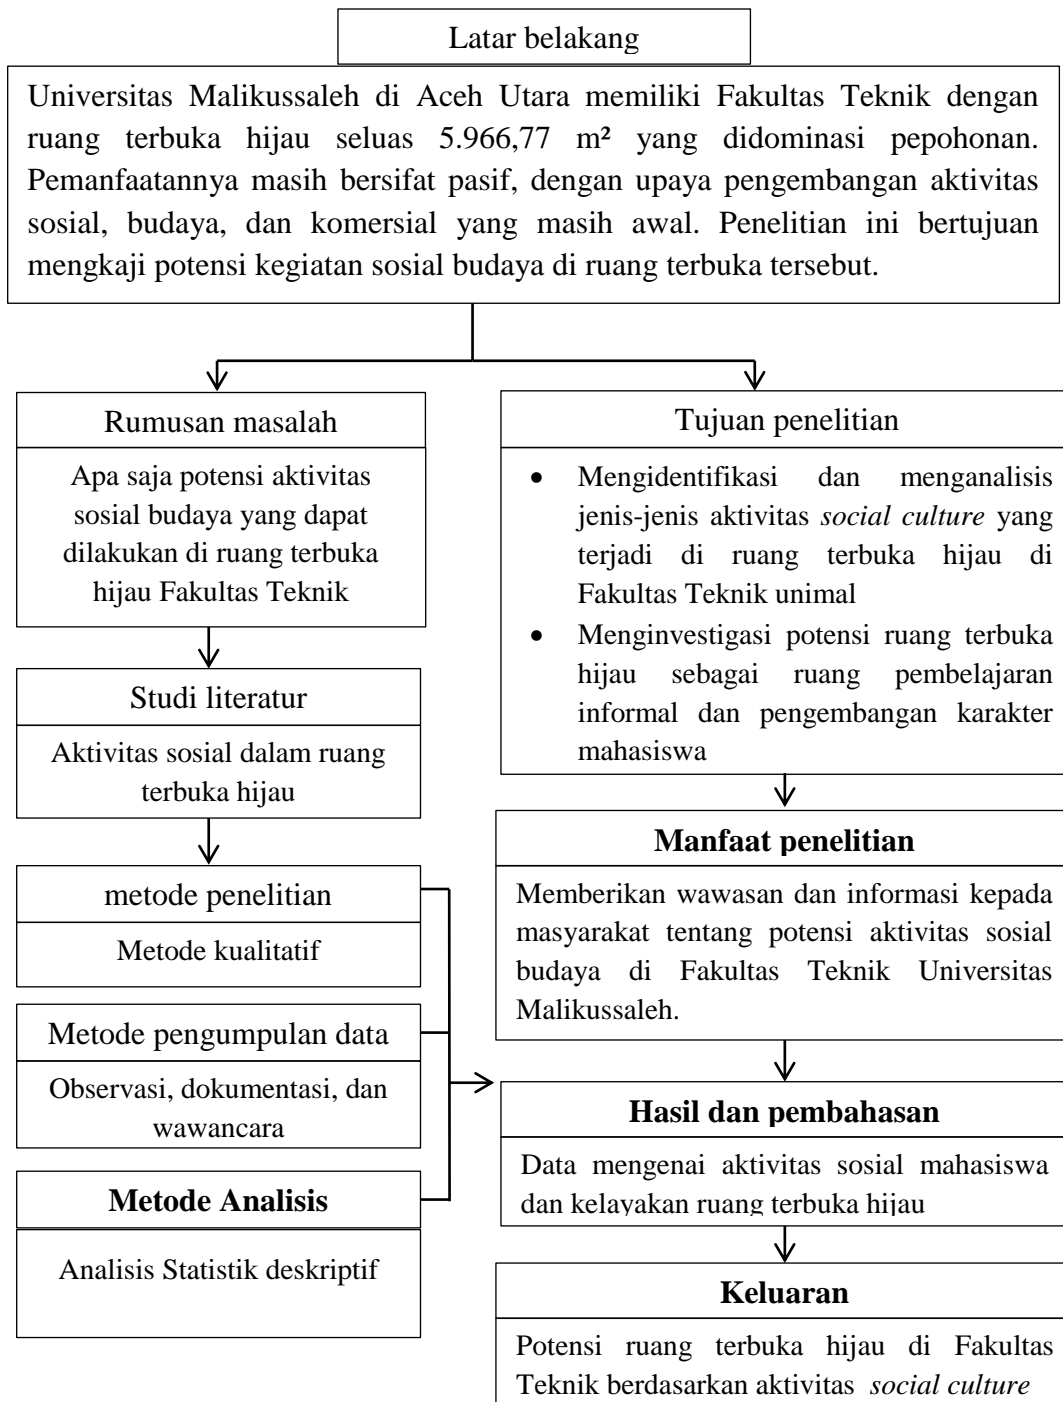 Latar belakang
Universitas Malikussaleh di Aceh Utara memiliki Fakultas Teknik dengan
ruang terbuka hijau seluas 5.966,77 m² yang didominasi pepohonan.
Pemanfaatannya masih bersifat pasif, dengan upaya pengembangan aktivitas
sosial, budaya, dan komersial yang masih awal. Penelitian ini bertujuan
mengkaji potensi kegiatan sosial budaya di ruang terbuka tersebut.
Rumusan masalah
Apa saja potensi aktivitas
sosial budaya yang dapat
dilakukan di ruang terbuka
hijau Fakultas Teknik
Studi literatur
Aktivitas sosial dalam ruang
terbuka hijau
metode penelitian
Metode kualitatif
Metode pengumpulan data
Observasi, dokumentasi, dan
wawancara
Metode Analisis
Analisis Statistik deskriptif
Tujuan penelitian
• Mengidentifikasi dan menganalisis
jenis-jenis aktivitas social culture yang
terjadi di ruang terbuka hijau di
Fakultas Teknik unimal
• Menginvestigasi potensi ruang terbuka
hijau sebagai ruang pembelajaran
informal dan pengembangan karakter
mahasiswa
Manfaat penelitian
Memberikan wawasan dan informasi kepada
masyarakat tentang potensi aktivitas sosial
budaya di Fakultas Teknik Universitas
Malikussaleh.
Hasil dan pembahasan
Data mengenai aktivitas sosial mahasiswa
dan kelayakan ruang terbuka hijau
Keluaran
Potensi ruang terbuka hijau di Fakultas
Teknik berdasarkan aktivitas social culture